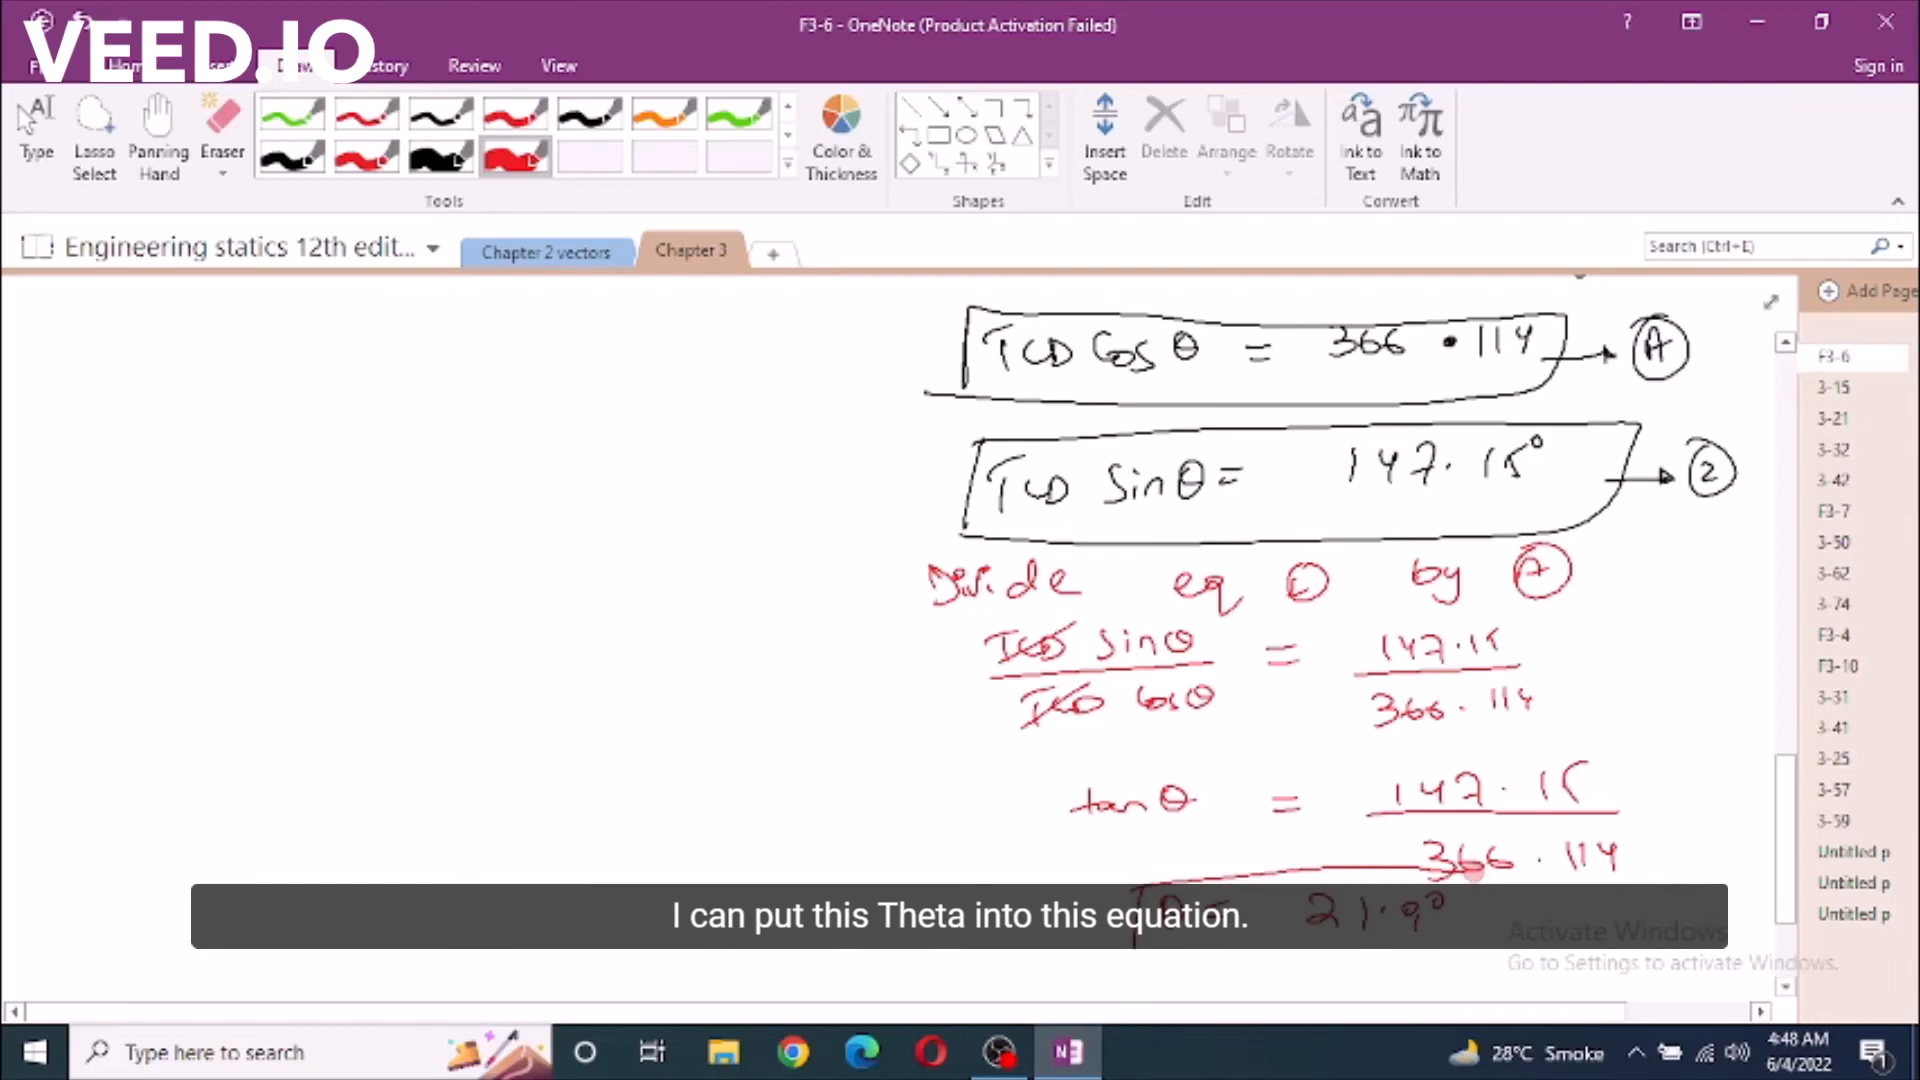 VEED.IO
F3-6 - OneNote (Product Activation Failed)
?
Review
View
Sign in
Type
Lasso Select
Panning Hand
Eraser
Color & Thickness
Insert Space
Delete
Arrange
Rotate
Ink to Text
Ink to Math
Tools
Shapes
Edit
Convert
Engineering statics 12th edit...
Chapter 2 vectors
Chapter 3
Search (Ctrl+E)
Add Page
F3-6
3-15
3-21
3-32
3-42
F3-7
3-50
3-62
3-74
F3-4
F3-10
3-31
3-41
3-25
3-57
3-59
Untitled p
Untitled p
Untitled p
TCD Cos θ = 366 . 114 → A
TCD Sin θ = 147.15° → 2
Divide eq by A
TCD sin θ = 147.15
TCD cos θ 366.114
tan θ = 147.15
366.114
θ = 21.9°
I can put this Theta into this equation.
Activate Windows
Go to Settings to activate Windows.
Type here to search
28°C Smoke
4:48 AM
6/4/2022
1